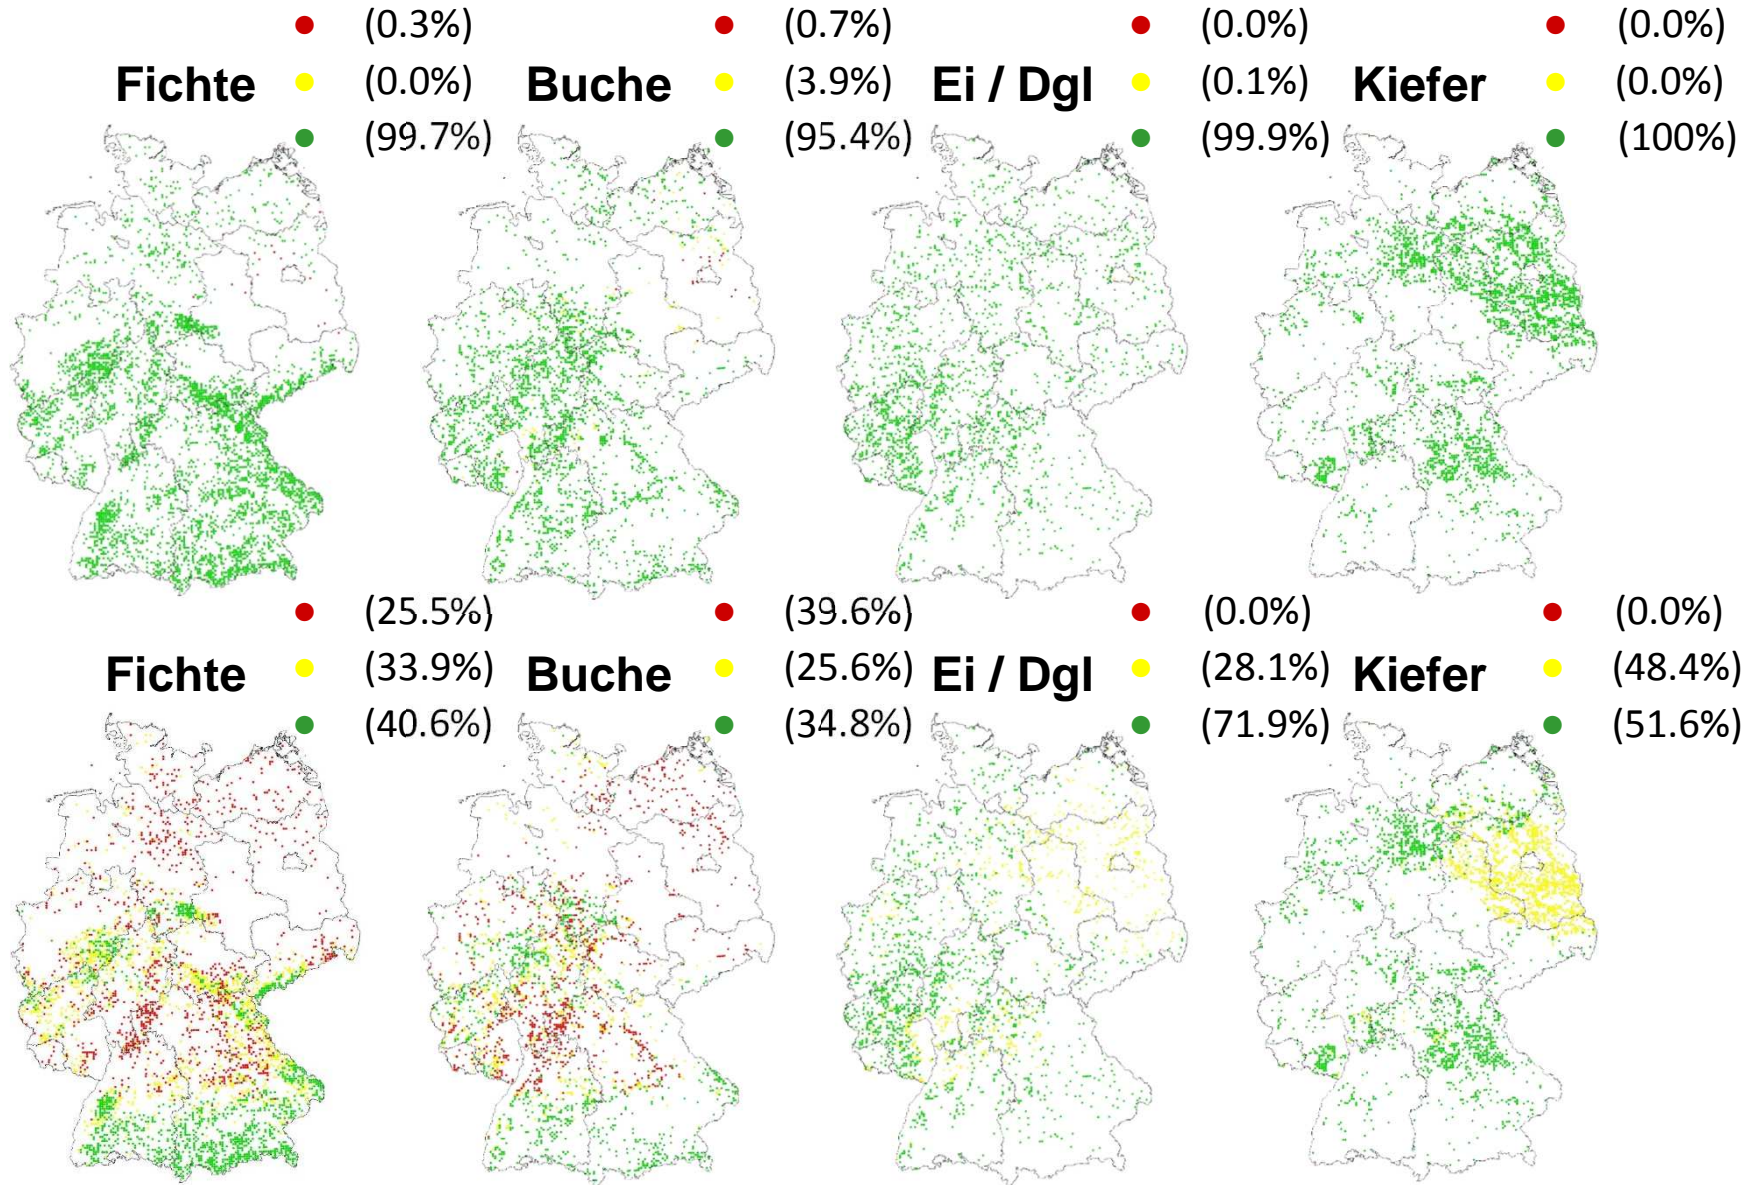 (0.3%) (0.7%) (0.0%) (0.0%)
Fichte (0.0%) Buche (3.9%) Ei / Dgl (0.1%) Kiefer (0.0%)
(99.7%) (95.4%) (99.9%) (100%)
(25.5%) (39.6%) (0.0%) (0.0%)
Fichte (33.9%) Buche (25.6%) Ei / Dgl (28.1%) Kiefer (48.4%)
(40.6%) (34.8%) (71.9%) (51.6%)